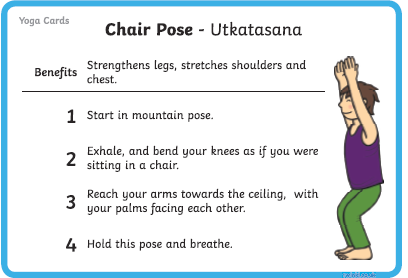 Yoga Cards
Chair Pose - Utkatasana
Benefits Strengthens legs, stretches shoulders and
chest.
1 Start in mountain pose.
2 Exhale, and bend your knees as if you were
sitting in a chair.
3 Reach your arms towards the ceiling, with
your palms facing each other.
4 Hold this pose and breathe.